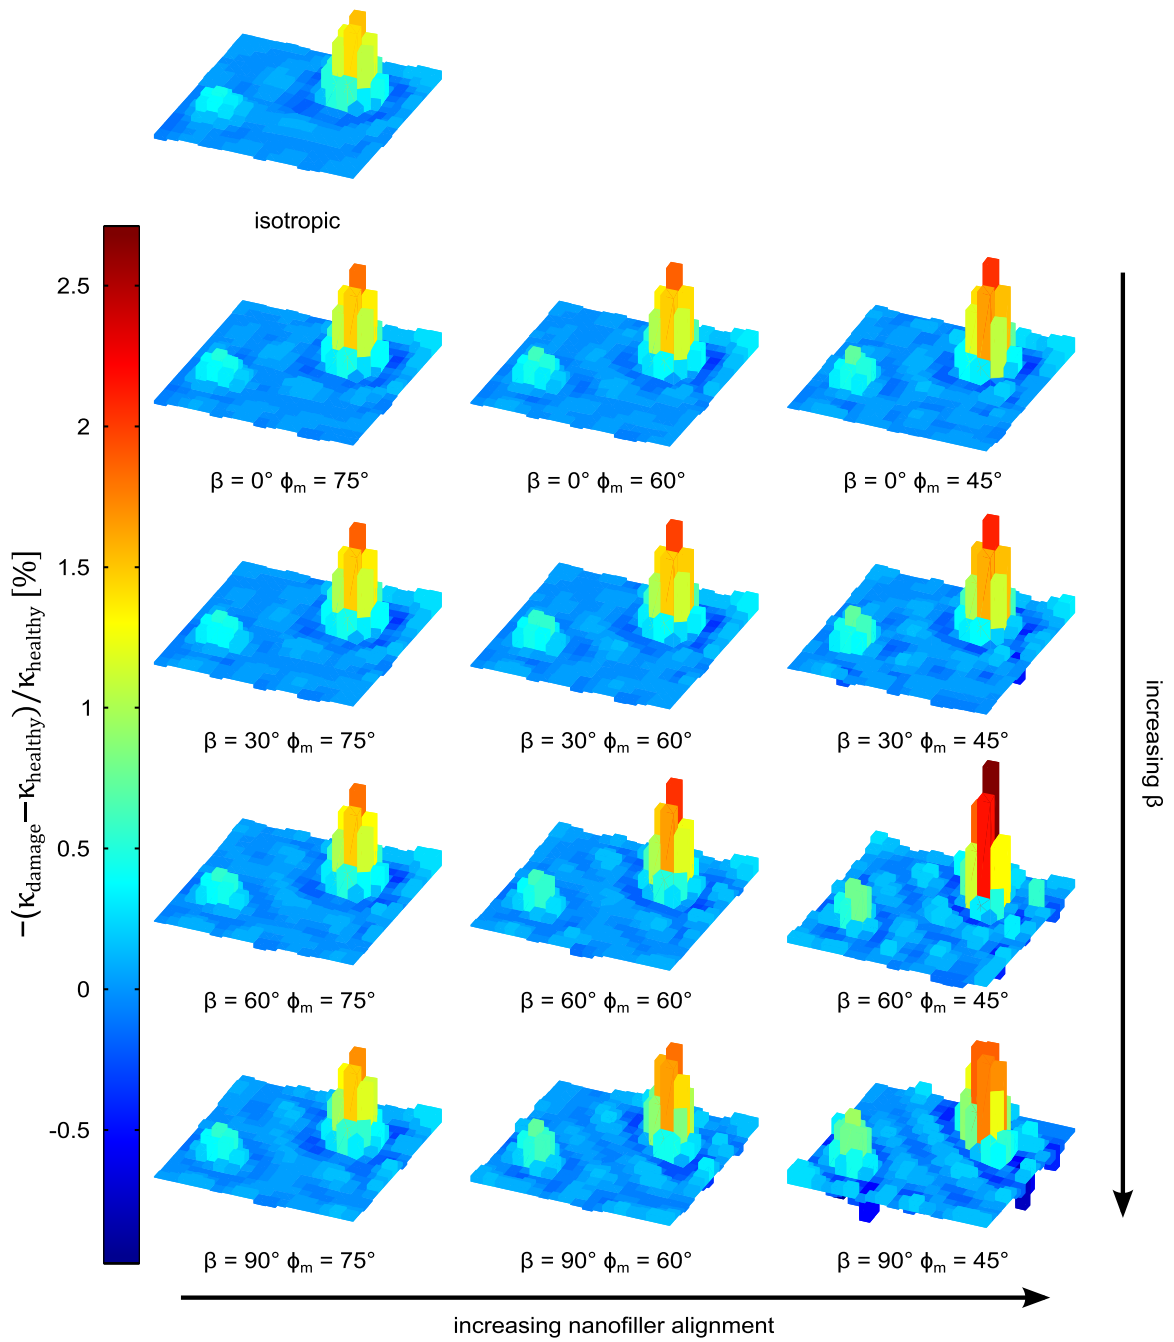 isotropic
2.5
2
1.5
1
0.5
0
-0.5
−(κdamage−κhealthy)/κhealthy [%]
β = 0° ϕm = 75°
β = 0° ϕm = 60°
β = 0° ϕm = 45°
β = 30° ϕm = 75°
β = 30° ϕm = 60°
β = 30° ϕm = 45°
β = 60° ϕm = 75°
β = 60° ϕm = 60°
β = 60° ϕm = 45°
β = 90° ϕm = 75°
β = 90° ϕm = 60°
β = 90° ϕm = 45°
increasing β
increasing nanofiller alignment